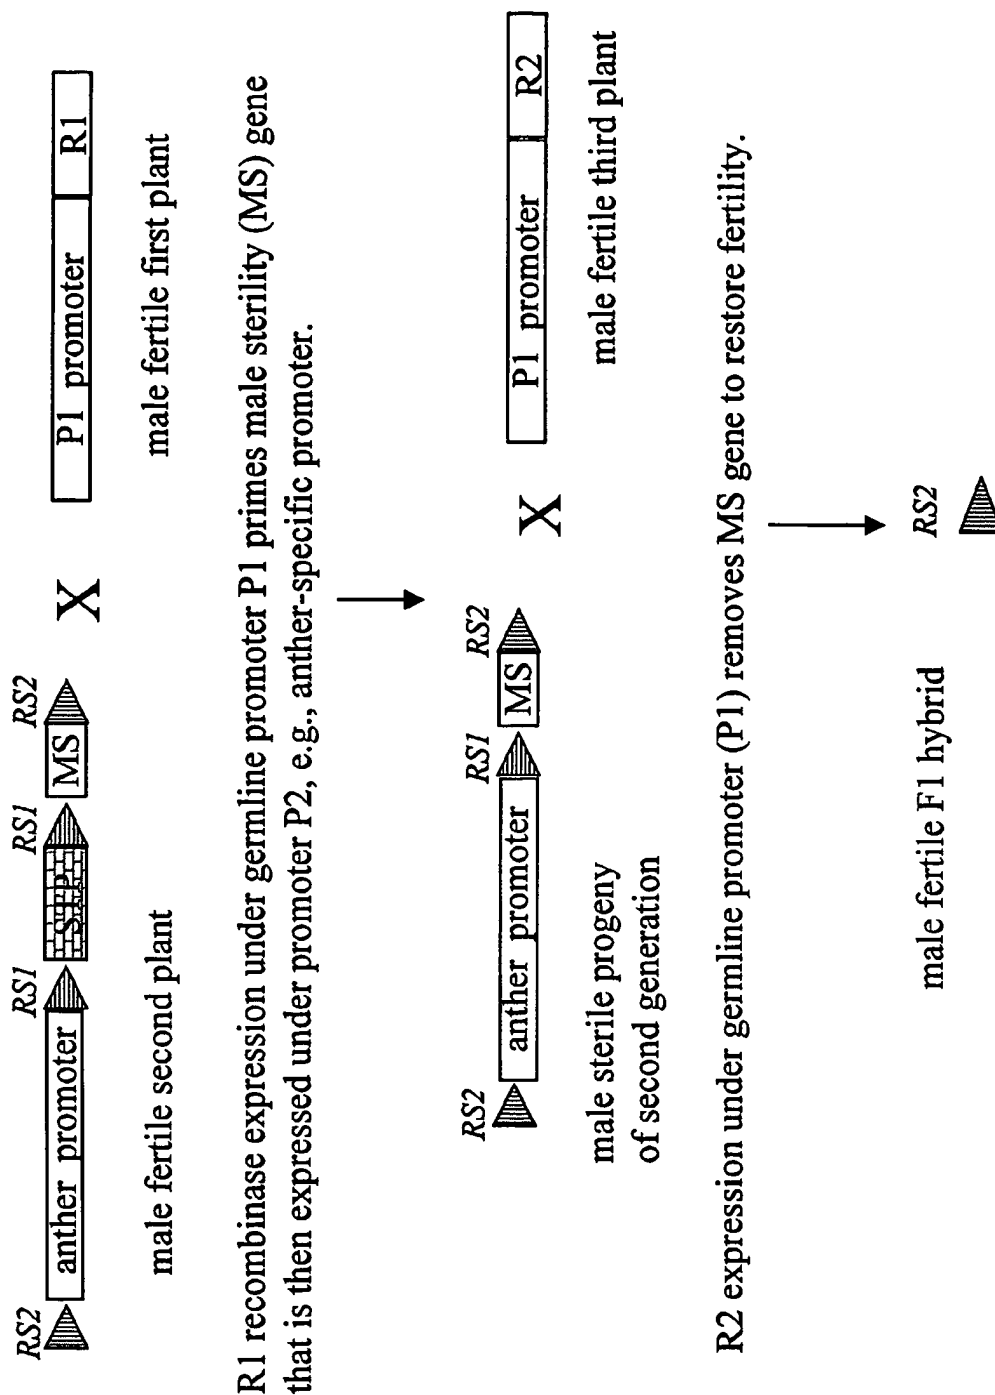 RS2 RS1 RS1 RS2
anther promoter STP MS X P1 promoter R1
male fertile second plant male fertile first plant
R1 recombinase expression under germline promoter P1 primes male sterility (MS) gene
that is then expressed under promoter P2, e.g., anther-specific promoter.
RS2 RS1 RS2
anther promoter MS X P1 promoter R2
male sterile progeny male fertile third plant
of second generation
R2 expression under germline promoter (P1) removes MS gene to restore fertility.
RS2
male fertile F1 hybrid